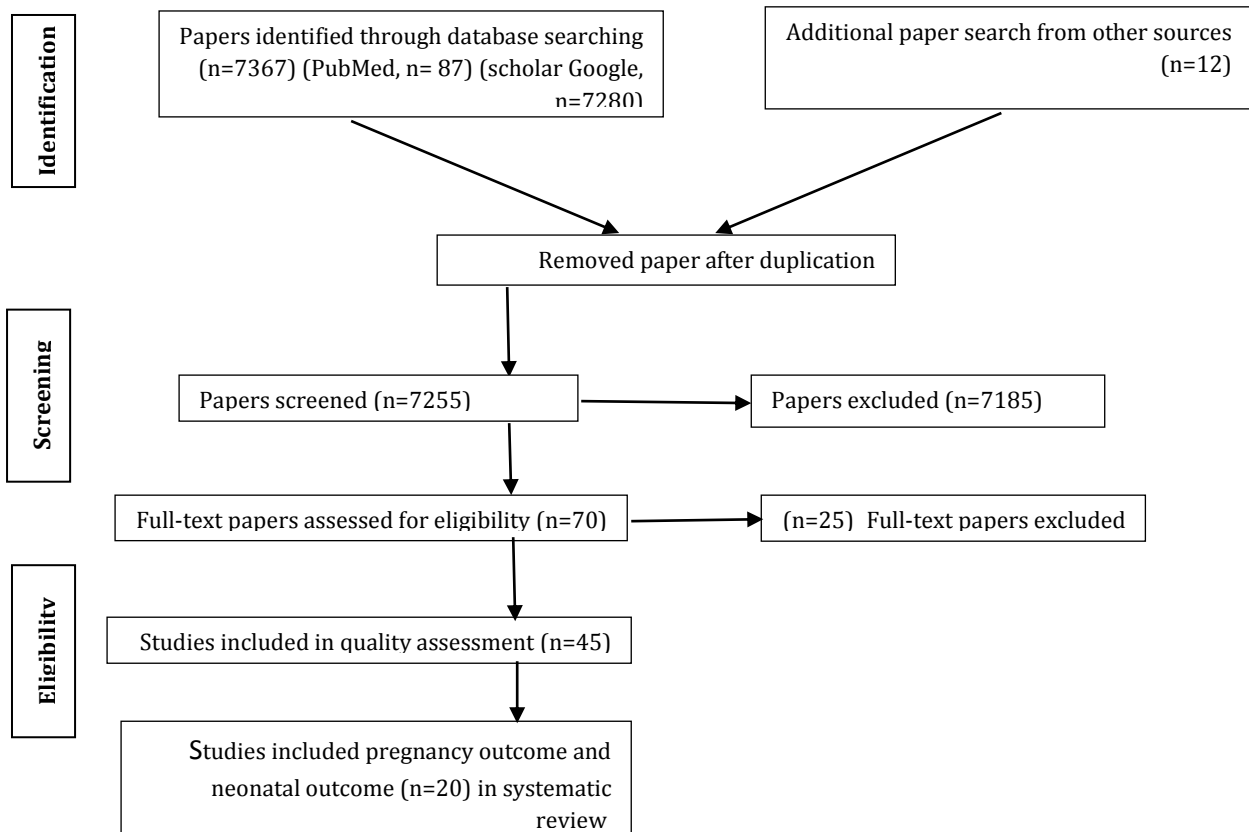 Identification
Papers identified through database searching
(n=7367) (PubMed, n= 87) (scholar Google,
n=7280)
Additional paper search from other sources
(n=12)
Removed paper after duplication
Screening
Papers screened (n=7255)
Papers excluded (n=7185)
Full-text papers assessed for eligibility (n=70)
(n=25) Full-text papers excluded
Eligibility
Studies included in quality assessment (n=45)
Studies included pregnancy outcome and
neonatal outcome (n=20) in systematic
review